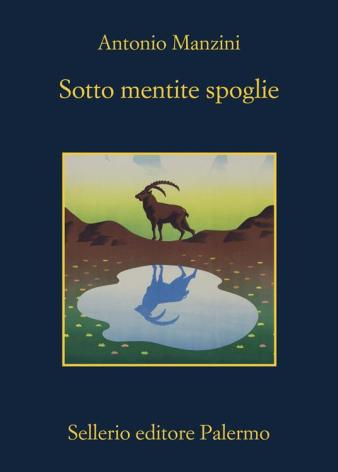 Antonio Manzini
Sotto mentite spoglie
Sellerio editore Palermo